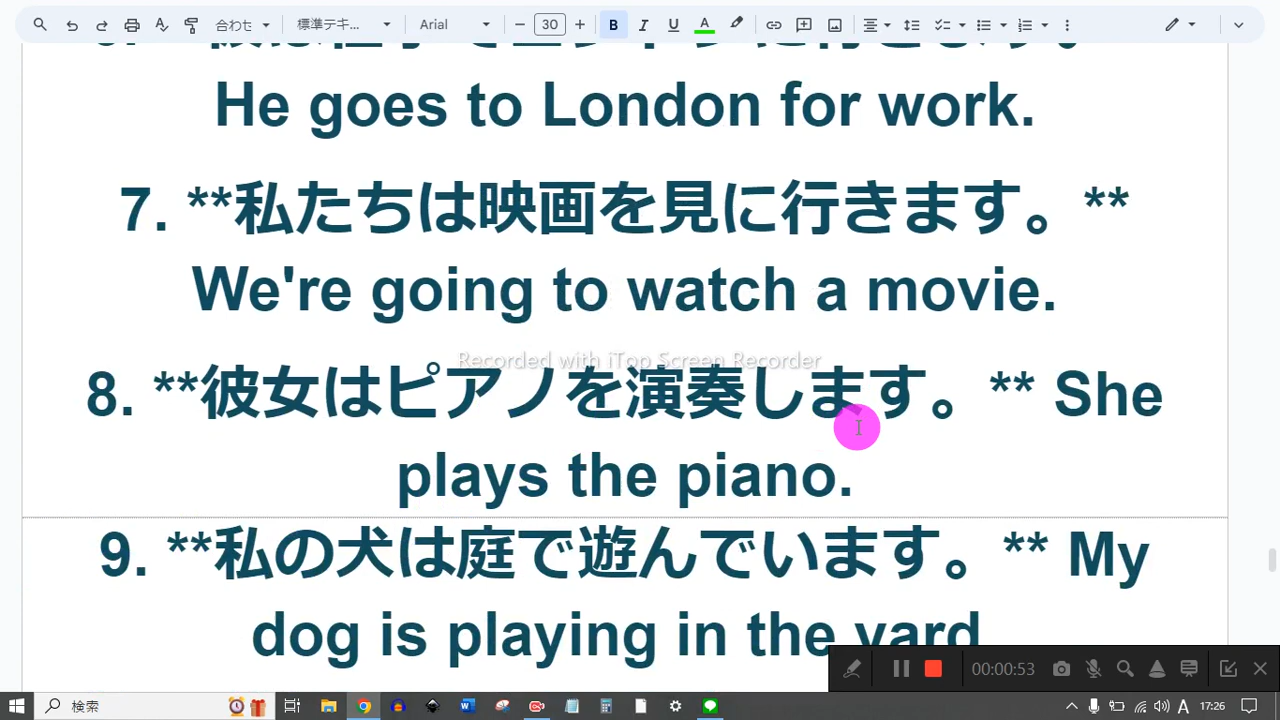 合わせ 標準テキ... Arial 30 B I U A
He goes to London for work.
7. **私たちは映画を見に行きます。**
We're going to watch a movie.
Recorded with iTop Screen Recorder
8. **彼女はピアノを演奏します。** She
plays the piano.
9. **私の犬は庭で遊んでいます。** My
dog is playing in the yard
00:00:53
検索 A 17:26